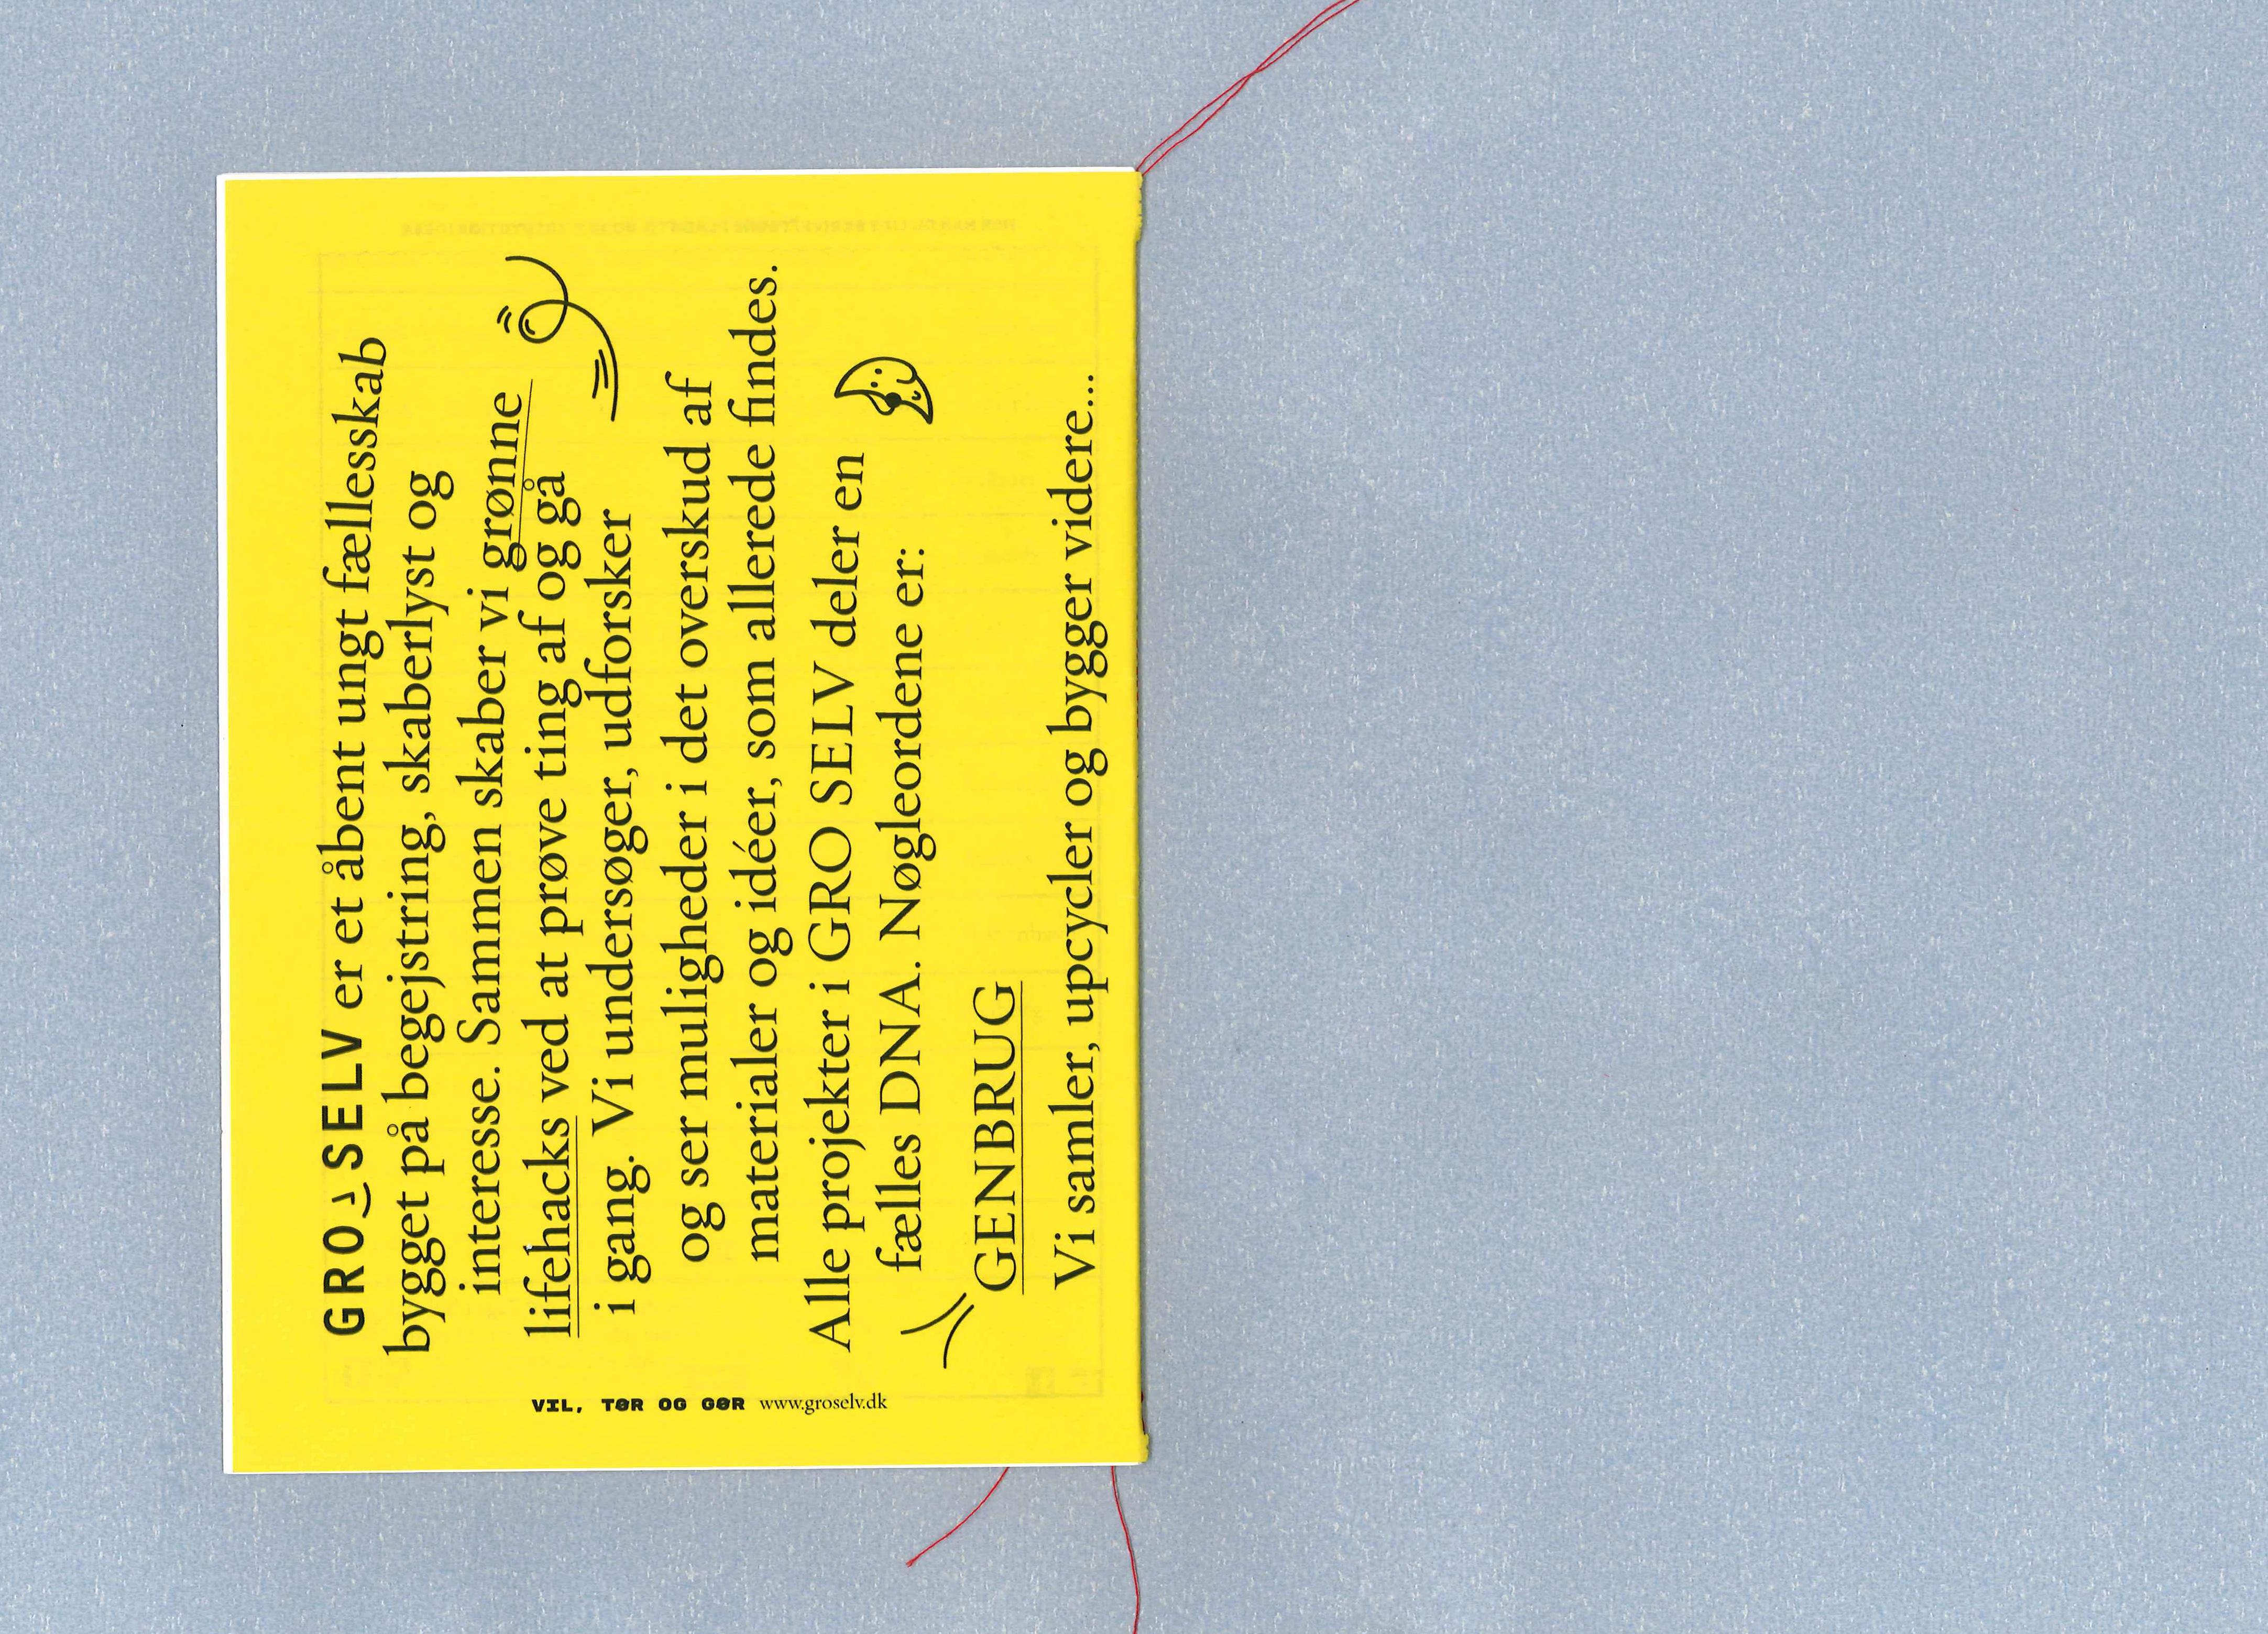 GRO SELV er et åbent ungt fællesskab
bygget på begejstring, skaberlyst og
interesse. Sammen skaber vi grønne
lifehacks ved at prøve ting af og gå
i gang. Vi undersøger, udforsker
og ser muligheder i det overskud af
materialer og idéer, som allerede findes.
Alle projekter i GRO SELV deler en
fælles DNA. Nøgleordene er:
GENBRUG
Vi samler, upcycler og bygger videre...
VIL, TØR OG GØR www.groselv.dk